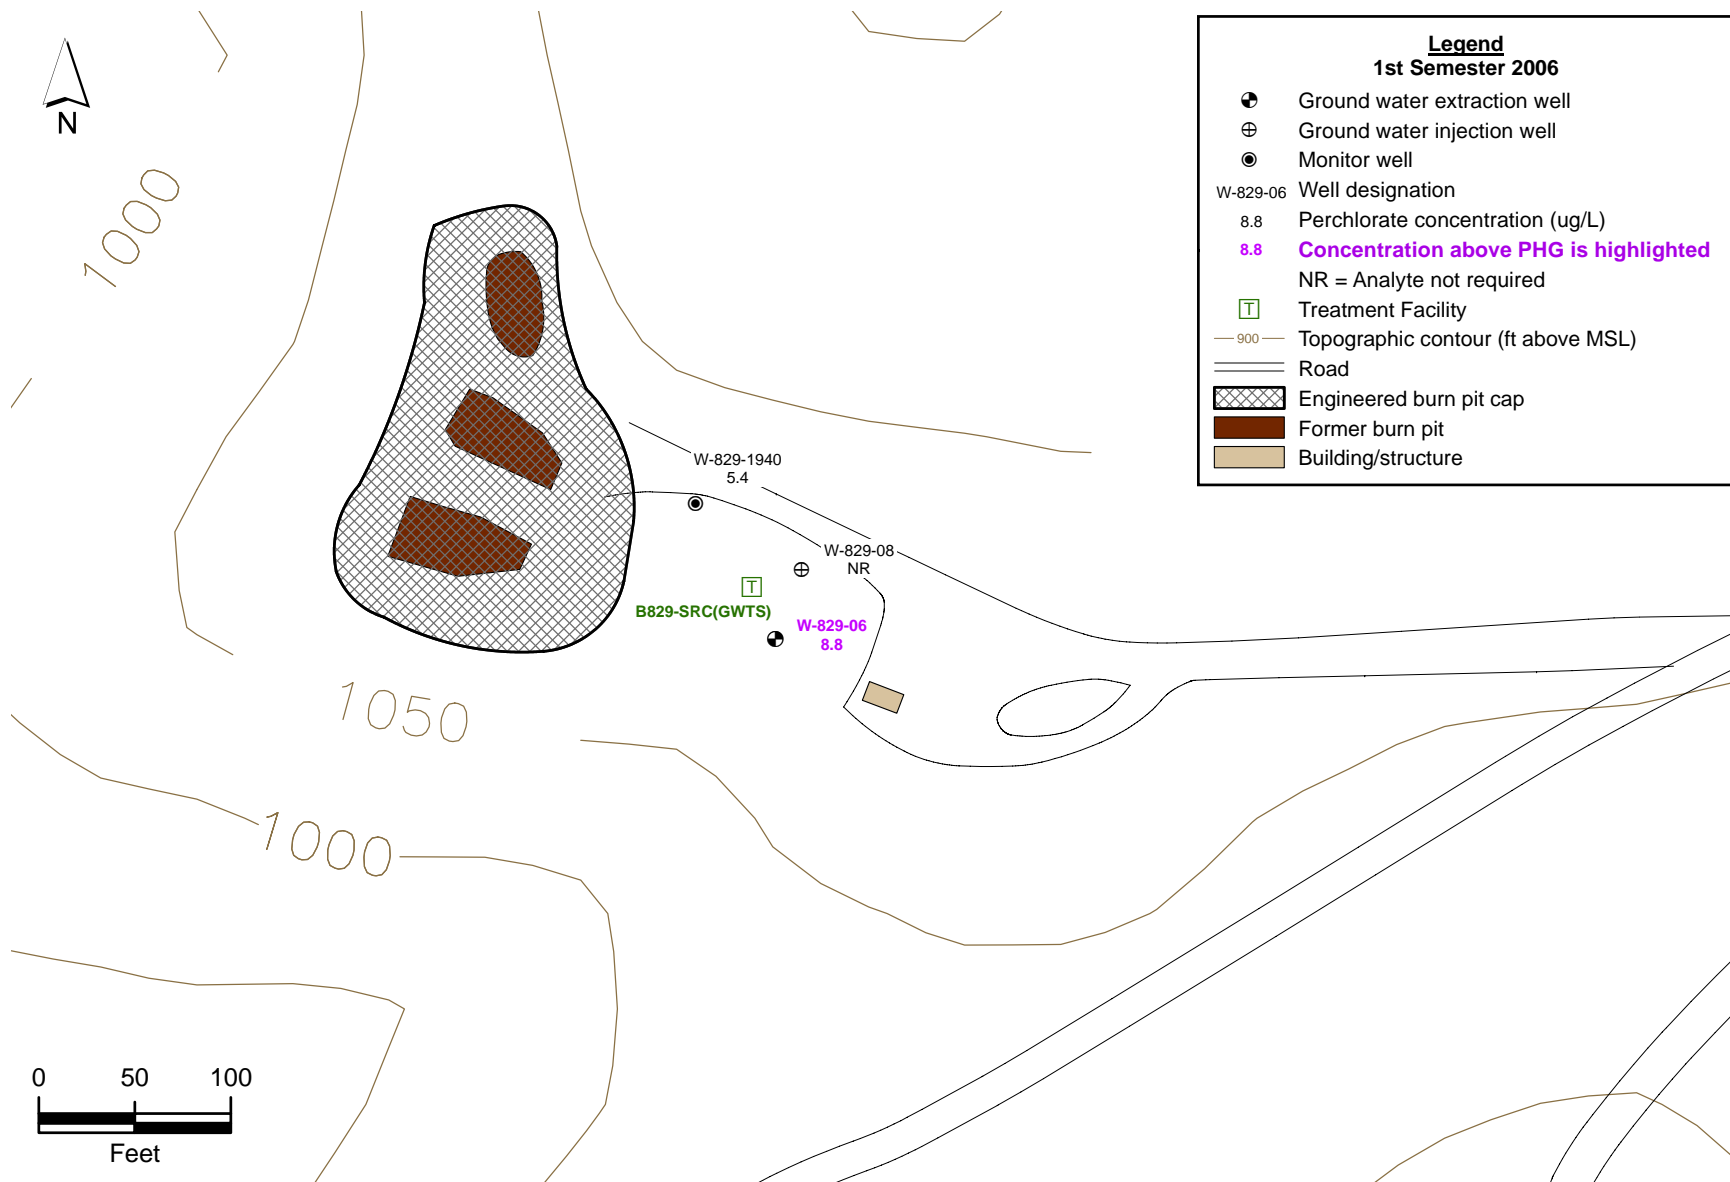 Legend
1st Semester 2006
Ground water extraction well
Ground water injection well
Monitor well
W-829-06 Well designation
8.8 Perchlorate concentration (ug/L)
8.8 Concentration above PHG is highlighted
NR = Analyte not required
T Treatment Facility
900 Topographic contour (ft above MSL)
Road
Engineered burn pit cap
Former burn pit
Building/structure
N
1000
W-829-1940
5.4
W-829-08
NR
T
B829-SRC(GWTS)
W-829-06
8.8
1050
1000
0 50 100
Feet